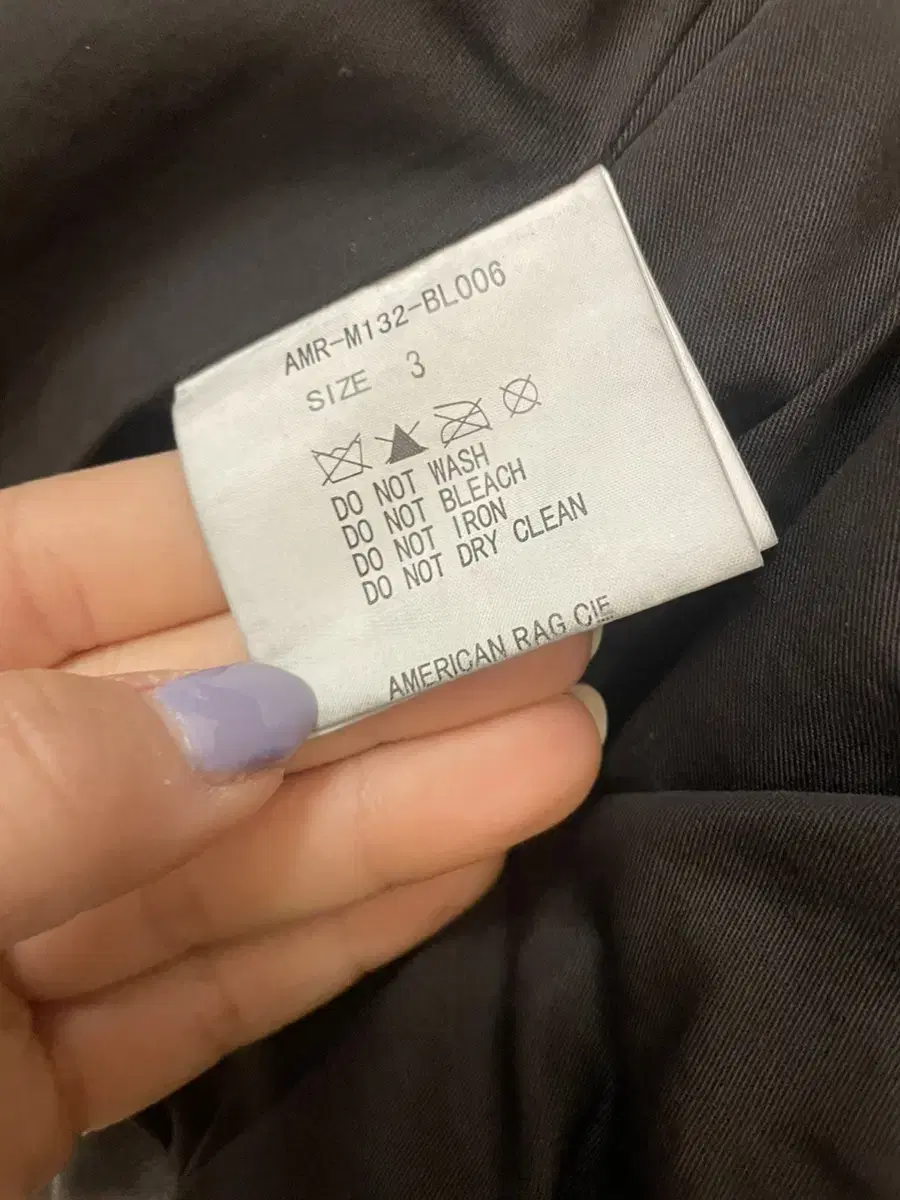 AMR-M132-BL006
SIZE 3
DO NOT WASH
DO NOT BLEACH
DO NOT IRON
DO NOT DRY CLEAN
AMERICAN RAG CIE